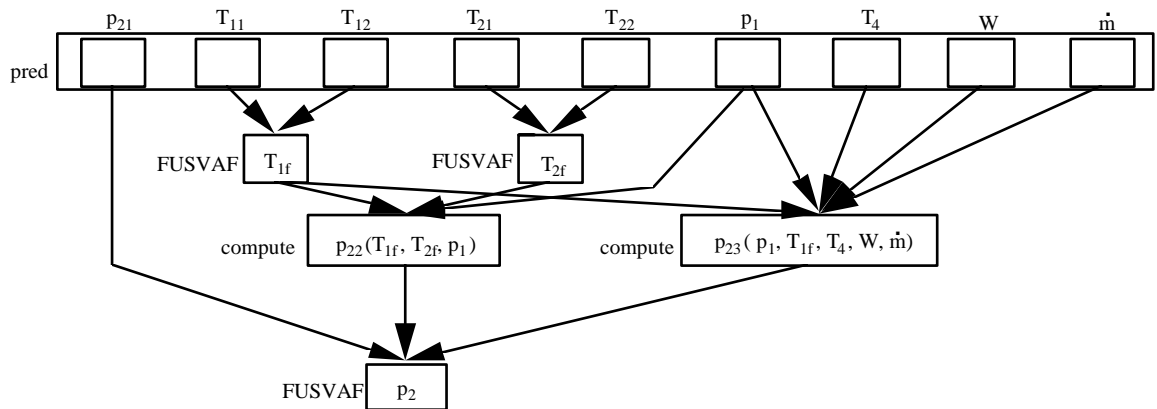 p21 T11 T12 T21 T22 p1 T4 W ṁ
pred
FUSVAF T1f FUSVAF T2f
compute p22(T1f, T2f, p1) compute p23( p1, T1f, T4, W, ṁ)
FUSVAF p2